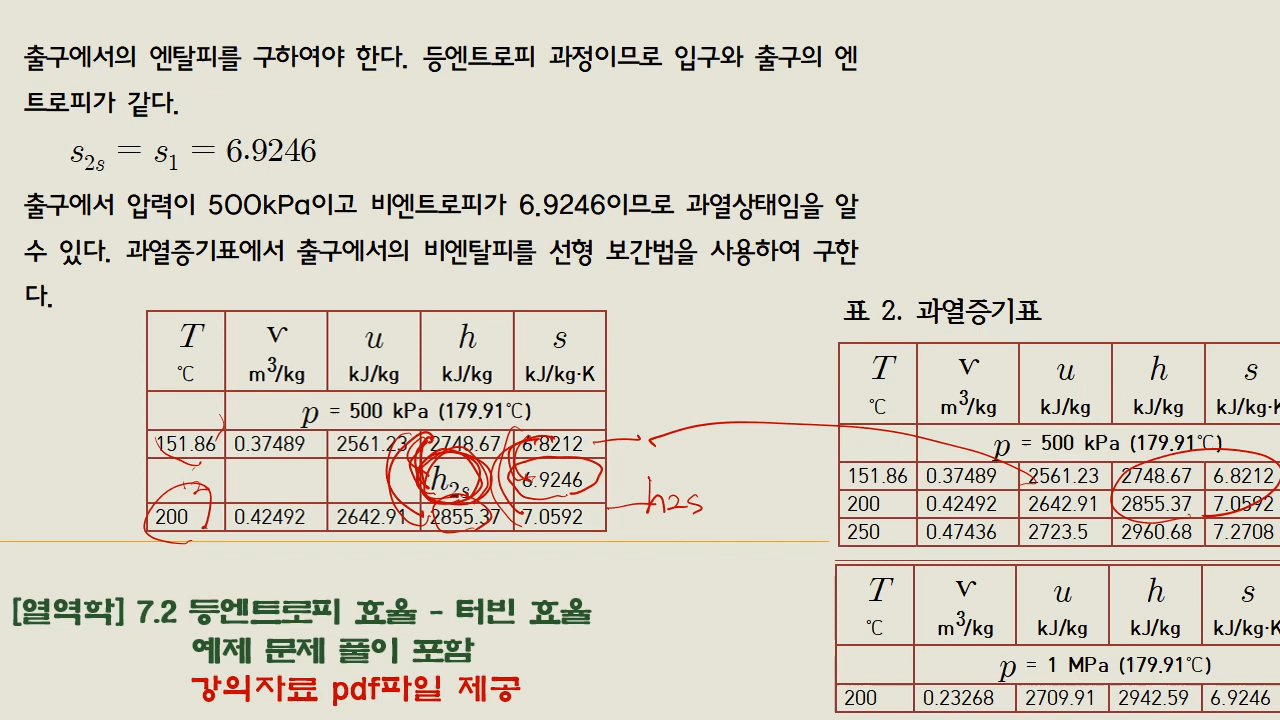 출구에서의 엔탈피를 구하여야 한다. 등엔트로피 과정이므로 입구와 출구의 엔
트로피가 같다.
s2s = s1 = 6.9246
출구에서 압력이 500kPa이고 비엔트로피가 6.9246이므로 과열상태임을 알
수 있다. 과열증기표에서 출구에서의 비엔탈피를 선형 보간법을 사용하여 구한
다.
T v u h s
℃ m³/kg kJ/kg kJ/kg kJ/kg·K
p = 500 kPa (179.91℃)
151.86 0.37489 2561.23 2748.67 6.8212
h2s 6.9246
200 0.42492 2642.91 2855.37 7.0592
h2s
표 2. 과열증기표
T v u h s
℃ m³/kg kJ/kg kJ/kg kJ/kg·K
p = 500 kPa (179.91℃)
151.86 0.37489 2561.23 2748.67 6.8212
200 0.42492 2642.91 2855.37 7.0592
250 0.47436 2723.5 2960.68 7.2708
T v u h s
℃ m³/kg kJ/kg kJ/kg kJ/kg·K
p = 1 MPa (179.91℃)
200 0.23268 2709.91 2942.59 6.9246
[열역학] 7.2 등엔트로피 효율 - 터빈 효율
예제 문제 풀이 포함
강의자료 pdf파일 제공